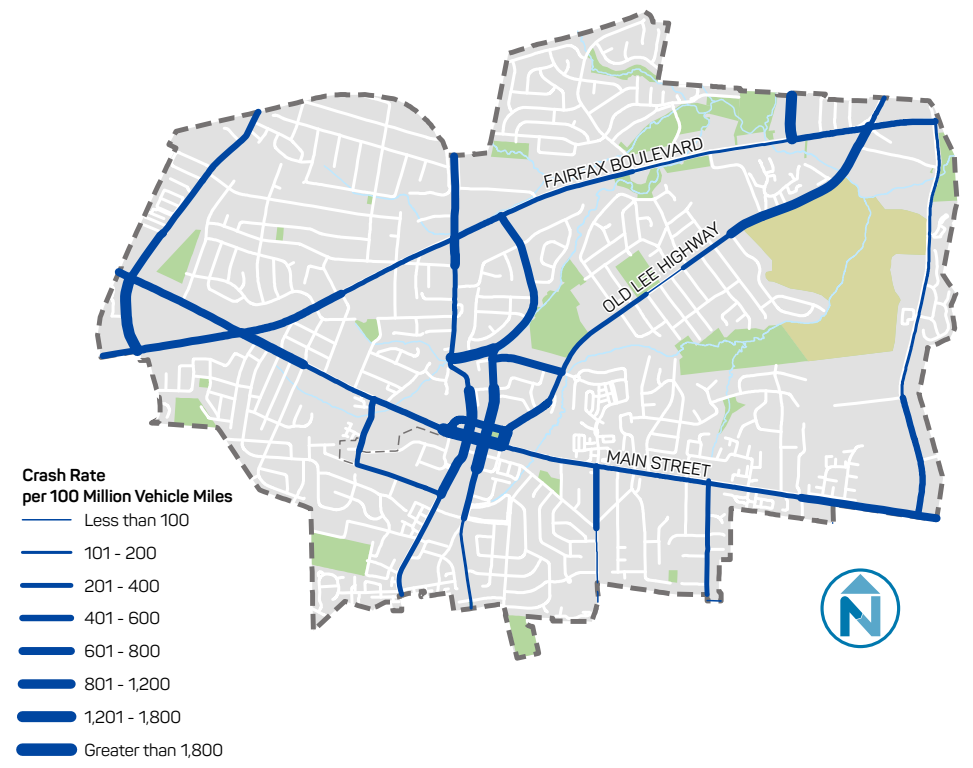 FAIRFAX BOULEVARD
OLD LEE HIGHWAY
MAIN STREET
Crash Rate
per 100 Million Vehicle Miles
Less than 100
101 - 200
201 - 400
401 - 600
601 - 800
801 - 1,200
1,201 - 1,800
Greater than 1,800
N